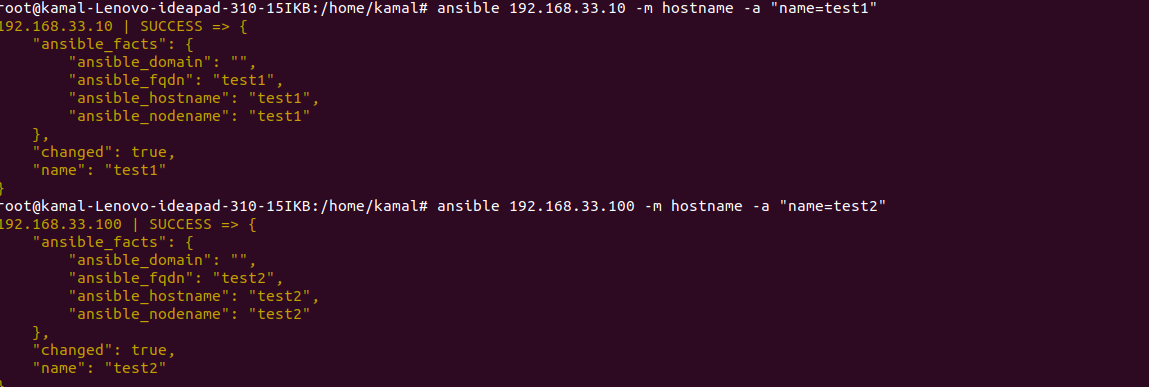 root@kamal-Lenovo-ideapad-310-15IKB:/home/kamal# ansible 192.168.33.10 -m hostname -a "name=test1"
192.168.33.10 | SUCCESS => {
    "ansible_facts": {
        "ansible_domain": "",
        "ansible_fqdn": "test1",
        "ansible_hostname": "test1",
        "ansible_nodename": "test1"
    },
    "changed": true,
    "name": "test1"
}
root@kamal-Lenovo-ideapad-310-15IKB:/home/kamal# ansible 192.168.33.100 -m hostname -a "name=test2"
192.168.33.100 | SUCCESS => {
    "ansible_facts": {
        "ansible_domain": "",
        "ansible_fqdn": "test2",
        "ansible_hostname": "test2",
        "ansible_nodename": "test2"
    },
    "changed": true,
    "name": "test2"
}